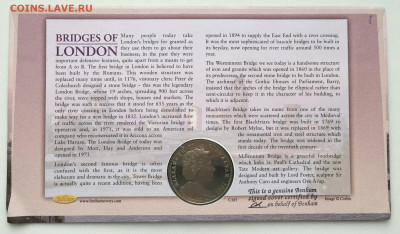 COINS.LAVE.RU
BRIDGES OF
LONDON
Many people today take
London's bridges for granted as
they use them to go about their
business; in the past they were
important defensive features, quite apart from a means to get
from A to B. The first bridge in London is believed to have
been built by the Romans. This wooden structure was
replaced many times until, in 1176, visionary cleric Peter de
Colechurch designed a stone bridge - this was the legendary
London Bridge, whose 19 arches, spreading 900 feet across
the river, were topped with shops, houses and markets. The
bridge was such a success that it stood for 655 years as the
only river crossing in London before being demolished to
make way for a new bridge in 1832. London's increased flow
of traffic across the river rendered the Victorian bridge in-
operative and, in 1971, it was sold to an American oil
company who recommissioned it in Arizona across
Lake Havasu. The London Bridge of today was
designed by Mott, Hay and Anderson and
opened in 1973.
London's second famous bridge is often
confused with the first, as it is the most
elaborate and dramatic in the city. Tower Bridge
is actually quite a recent addition, having been
opened in 1894 to unite the East End with a river crossing.
It was the most sophisticated of bascule bridges to be built in
its heyday, now opening for river traffic around 500 times a
year.
The Westminster Bridge we see today is a handsome structure
of iron and granite which was opened in 1860 in the place of
its predecessor, the second stone bridge to be built in London.
The architect of the Gothic Houses of Parliament, Barry,
changed the arches of the bridge to elliptical rather than
semi-circular to keep it in the character of his building, to
which it leads.
Blackfriars Bridge takes its name from one of the many
monasteries which were scattered across the city in Medieval
times. The first Blackfriars Bridge was built in 1769 to
designs by Robert Mylne, but it was replaced in 1869 with
the ornamental iron and steel structure which stands
today. The Bridge was widened in the first
decade of the twentieth century.
Millennium Bridge is a graceful footbridge
which links St. Paul's Cathedral and the new
Tate Modern art gallery. The bridge was
designed by architect Lord Foster, sculptor
Anthony Caro and engineers Ove Arup.
This is a genuine Benham
signed cover certified by
on behalf of Benham
www.benhamcovers.com
Image © Corbis